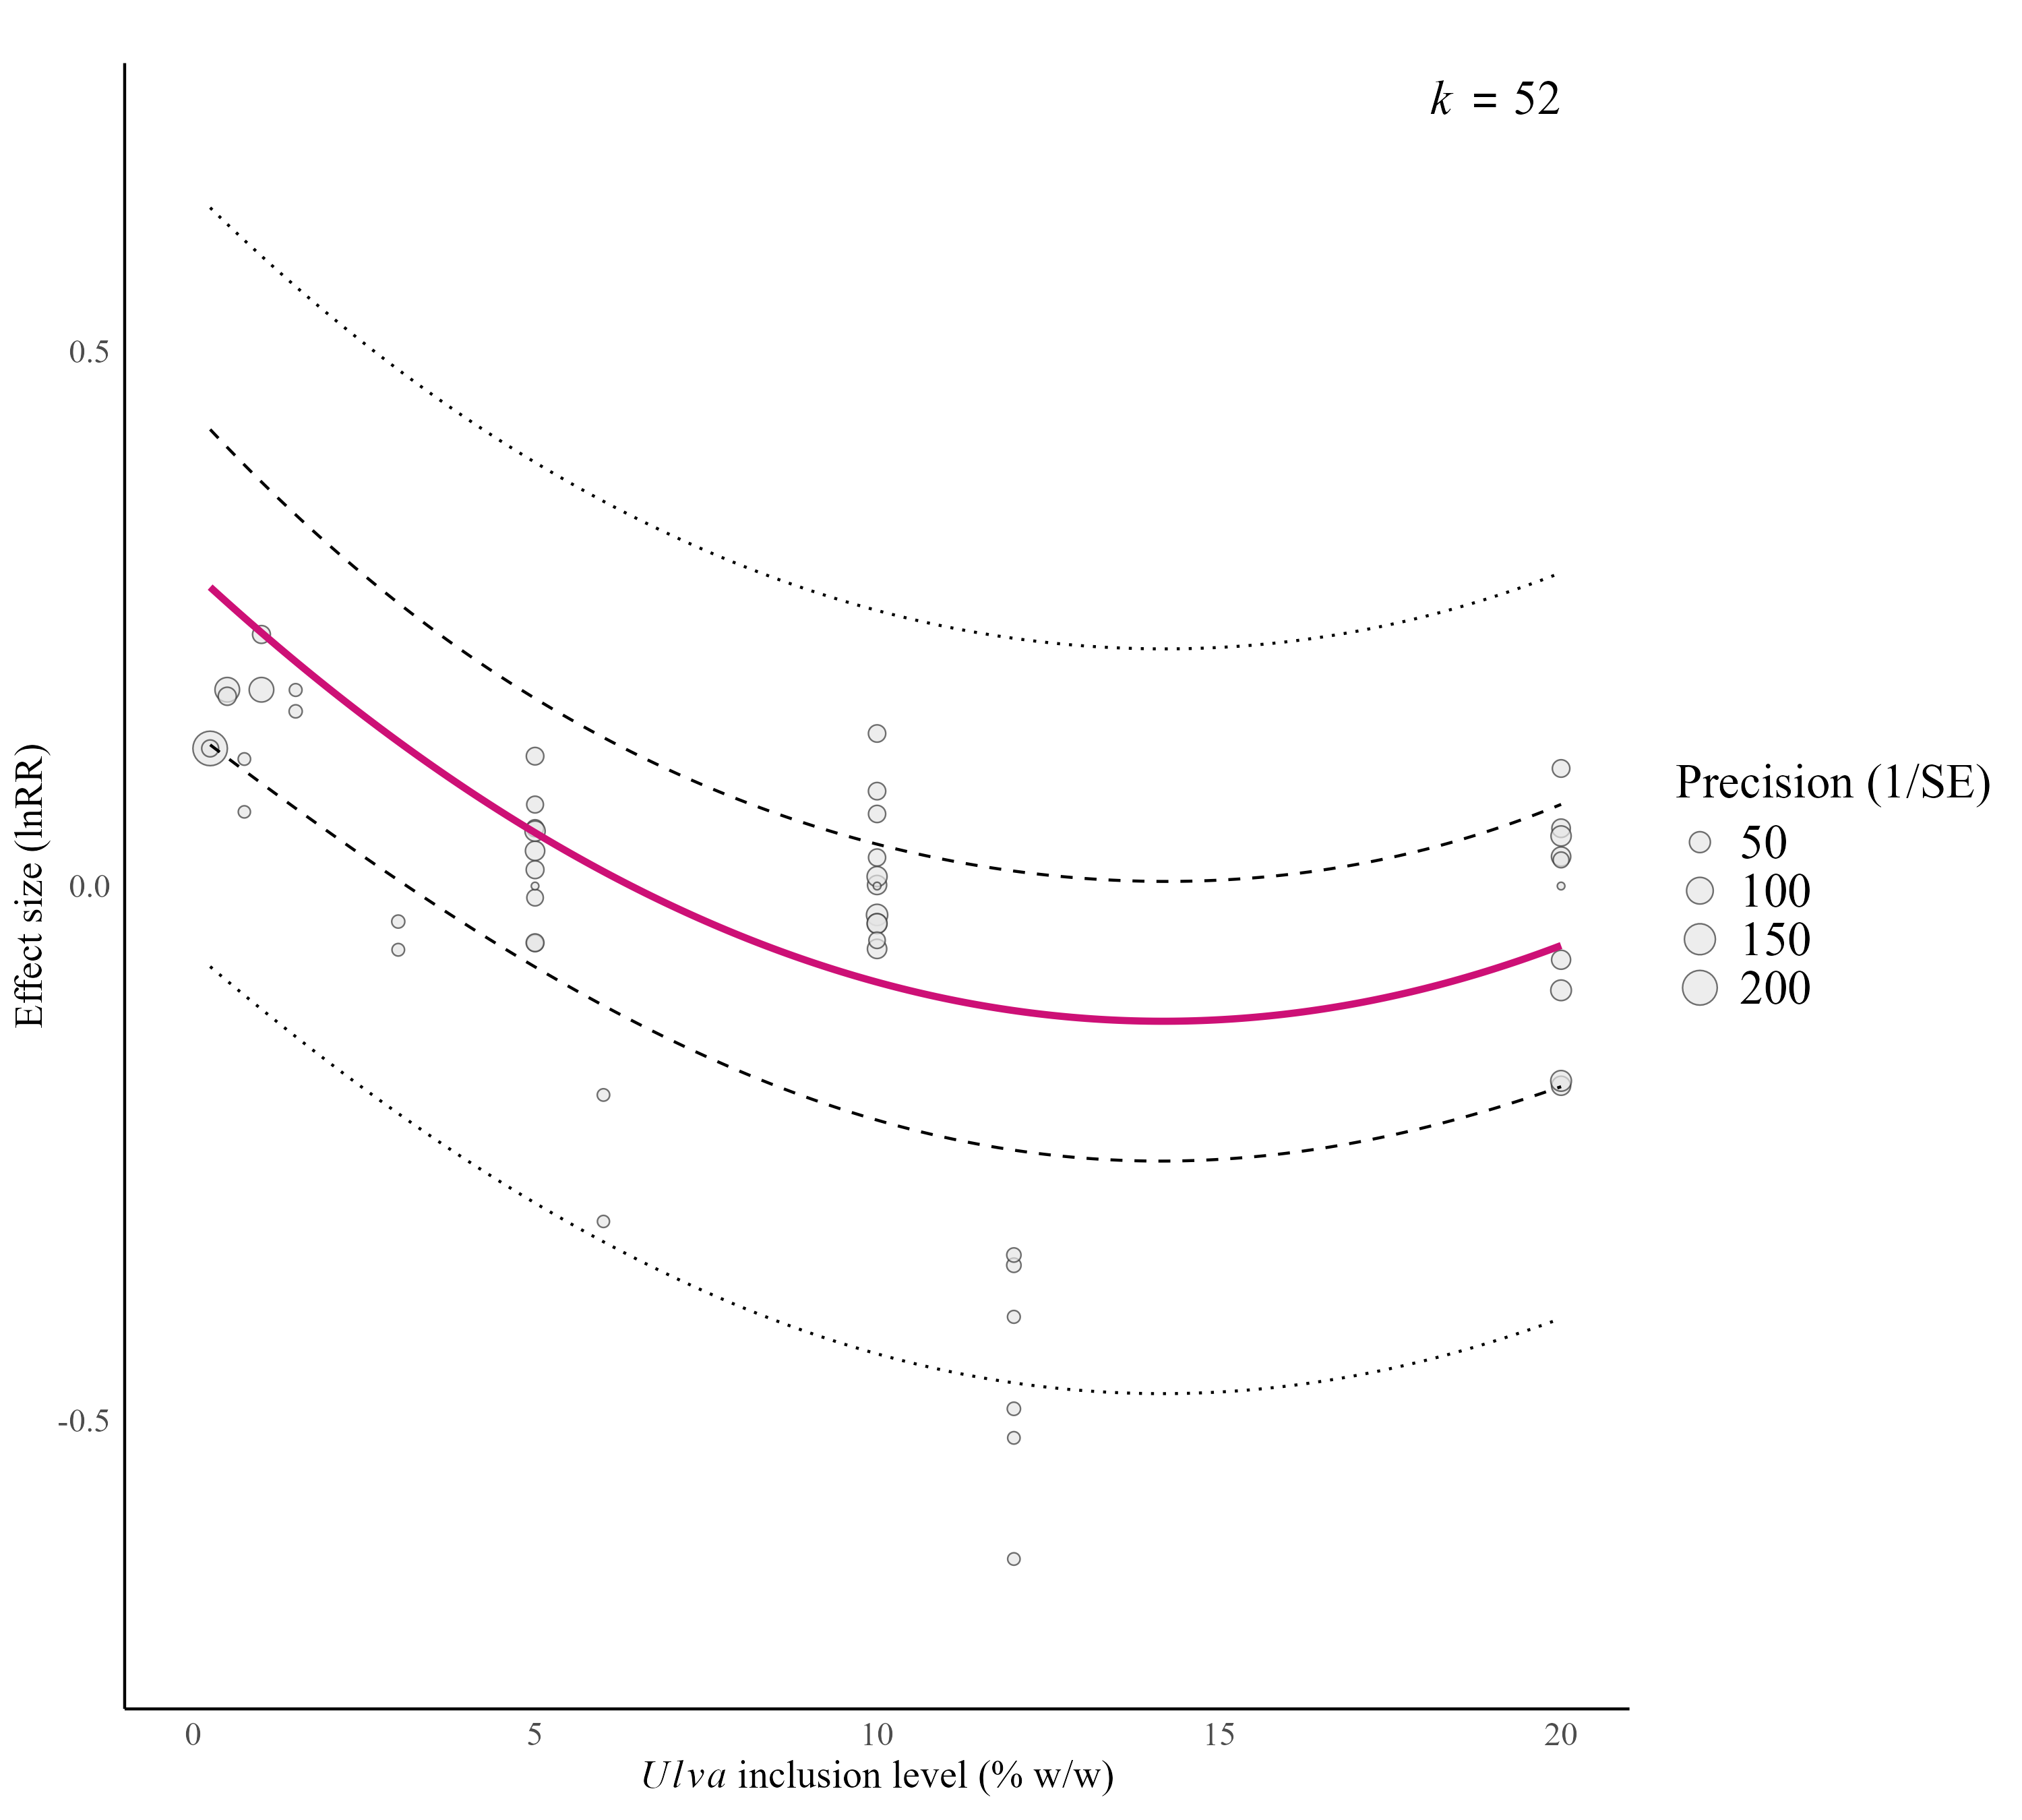 k = 52
0.5
0.0
-0.5
Effect size (lnRR)
0 5 10 15 20
Ulva inclusion level (% w/w)
Precision (1/SE)
50
100
150
200